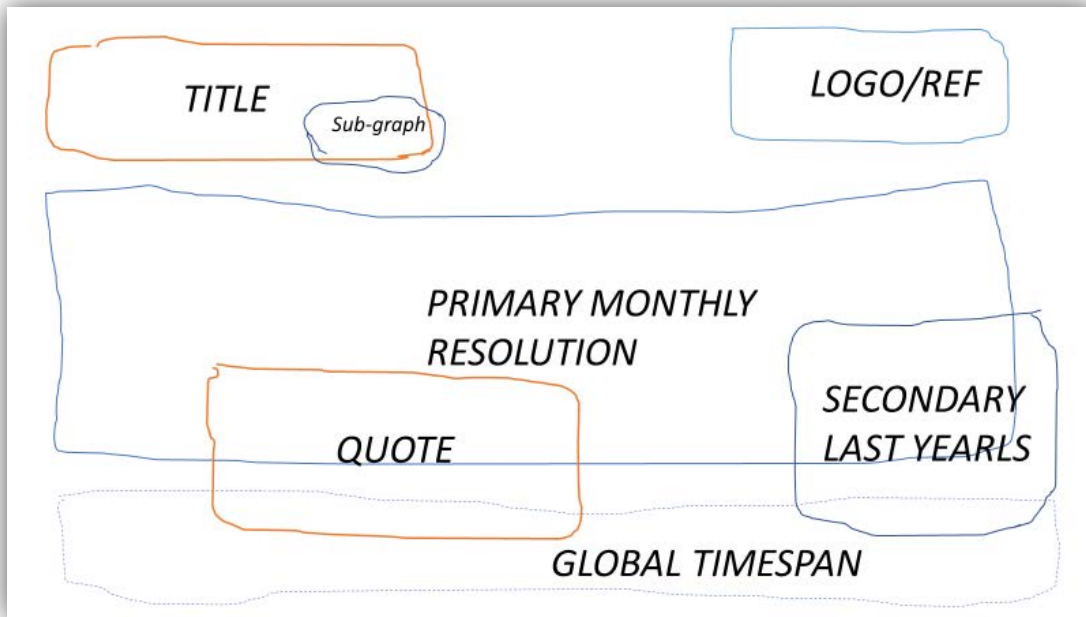 TITLE
Sub-graph
LOGO/REF
PRIMARY MONTHLY
RESOLUTION
SECONDARY
LAST YEARLS
QUOTE
GLOBAL TIMESPAN